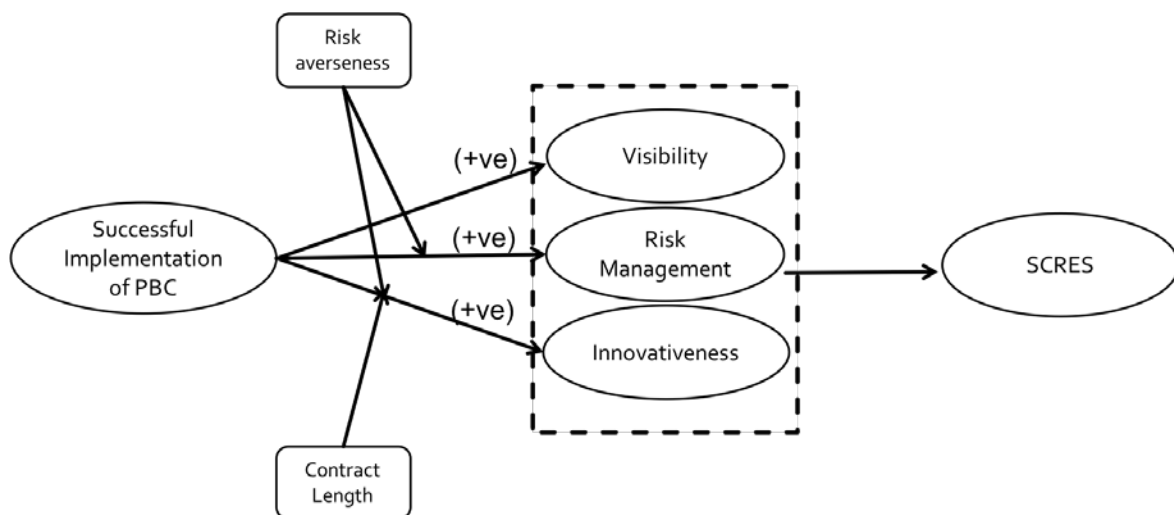 Risk
averseness
(+ve)
Visibility
Successful
Implementation
of PBC
(+ve)
Risk
Management
SCRES
(+ve)
Innovativeness
Contract
Length